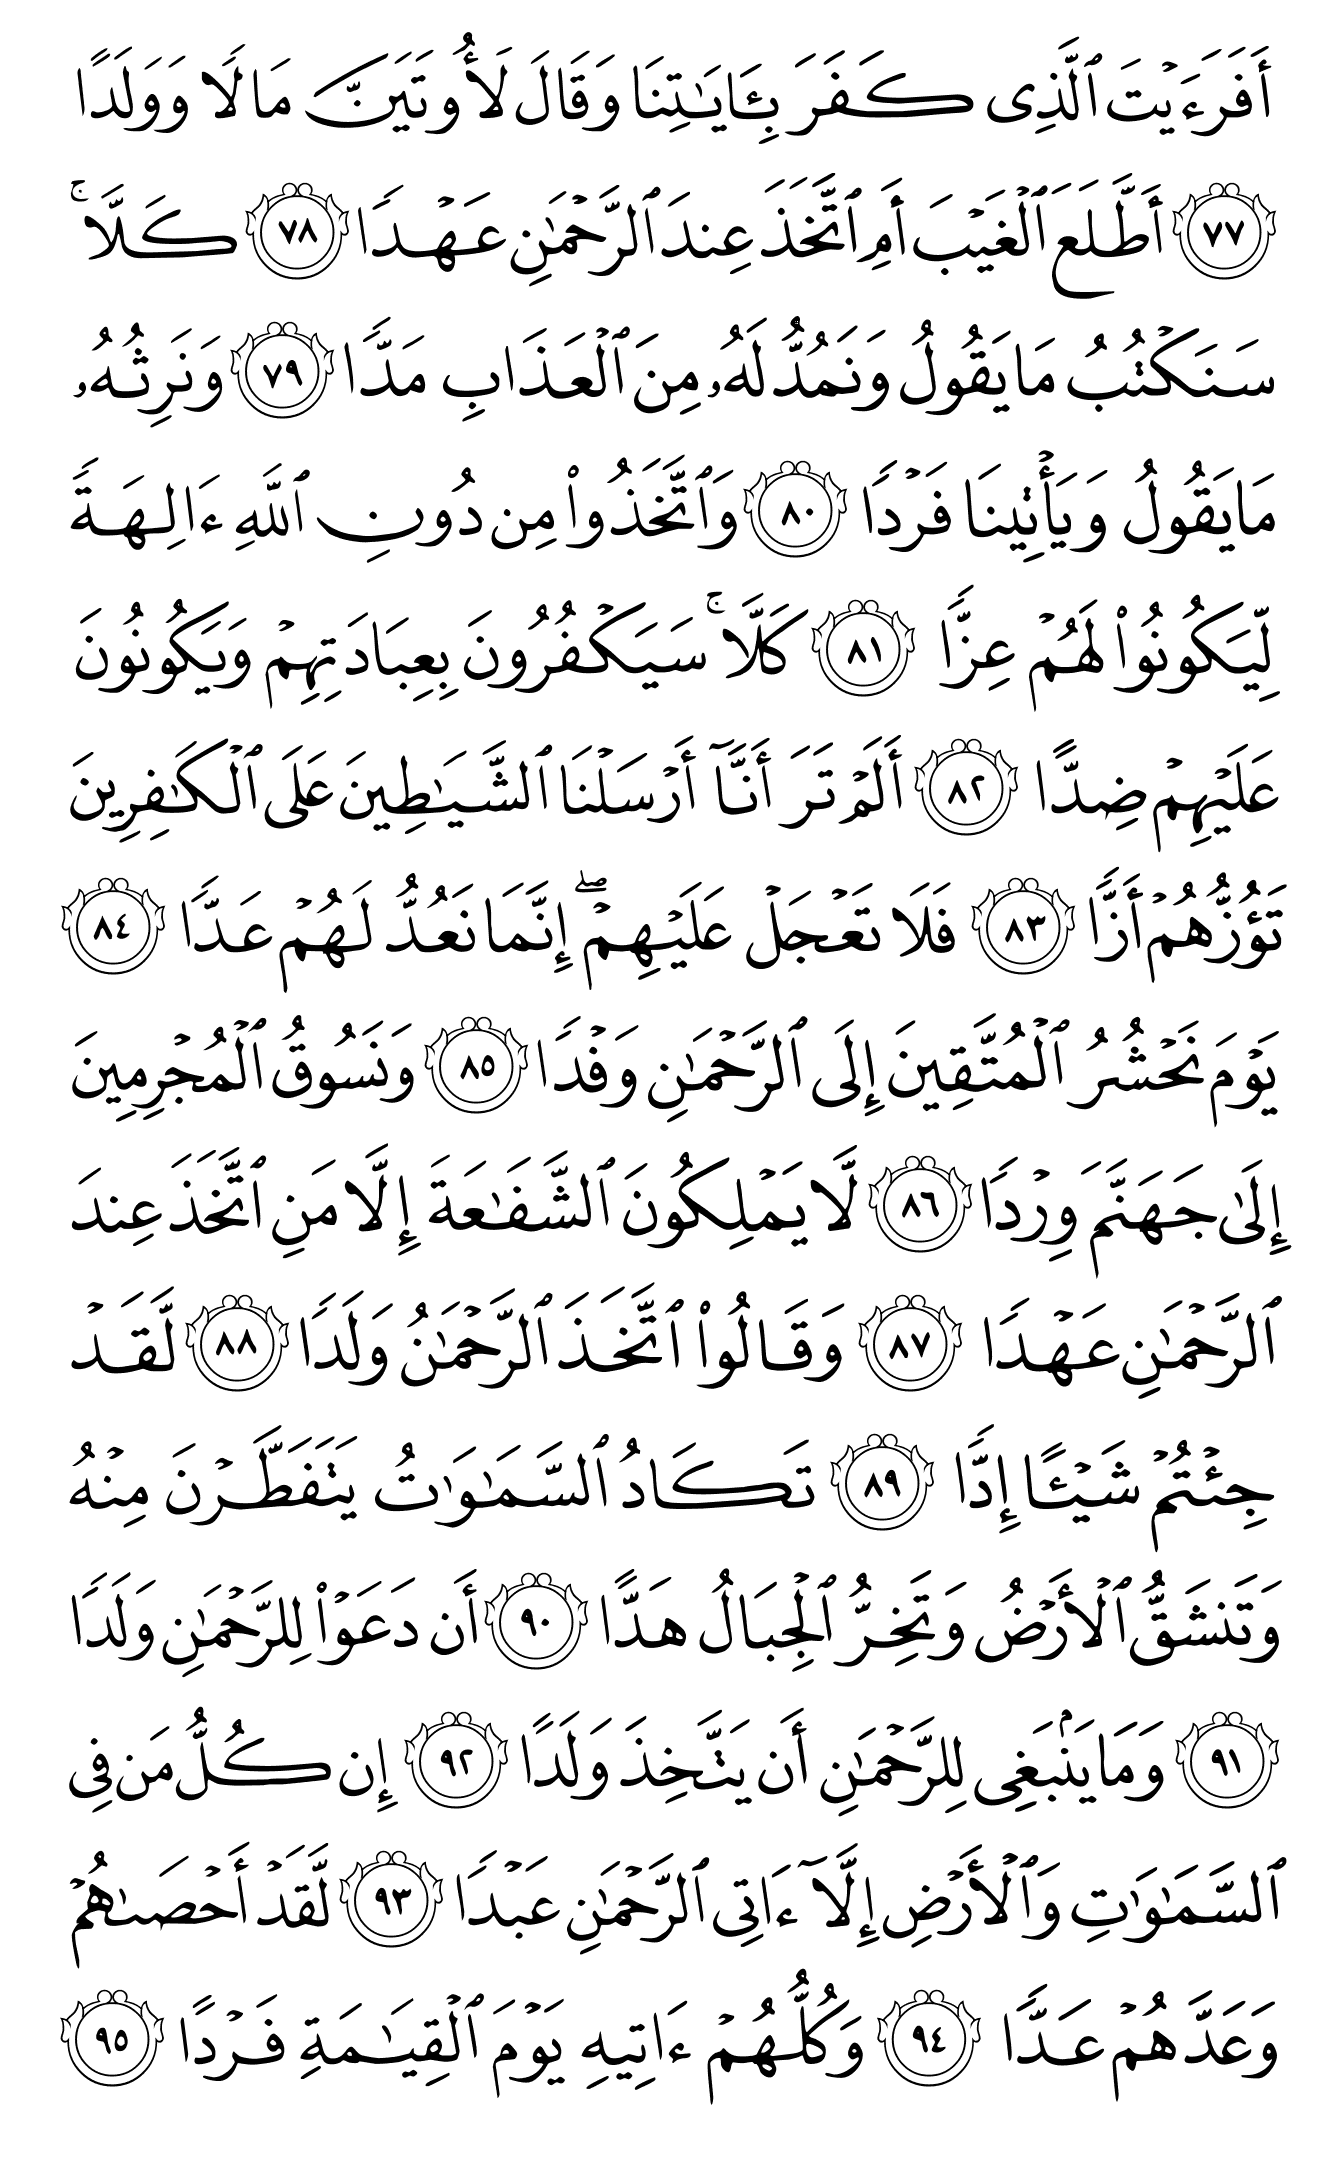 أَفَرَءَيۡتَ ٱلَّذِى كَفَرَ بِـَٔايَٰتِنَا وَقَالَ لَأُوتَيَنَّ مَالًا وَوَلَدًا
٧٧ أَطَّلَعَ ٱلۡغَيۡبَ أَمِ ٱتَّخَذَ عِندَ ٱلرَّحۡمَٰنِ عَهۡدًا ٧٨ كَلَّاۚ
سَنَكۡتُبُ مَا يَقُولُ وَنَمُدُّ لَهُۥ مِنَ ٱلۡعَذَابِ مَدًّا ٧٩ وَنَرِثُهُۥ
مَا يَقُولُ وَيَأۡتِينَا فَرۡدًا ٨٠ وَٱتَّخَذُواْ مِن دُونِ ٱللَّهِ ءَالِهَةً
لِّيَكُونُواْ لَهُمۡ عِزًّا ٨١ كَلَّاۚ سَيَكۡفُرُونَ بِعِبَادَتِهِمۡ وَيَكُونُونَ
عَلَيۡهِمۡ ضِدًّا ٨٢ أَلَمۡ تَرَ أَنَّآ أَرۡسَلۡنَا ٱلشَّيَٰطِينَ عَلَى ٱلۡكَٰفِرِينَ
تَؤُزُّهُمۡ أَزًّا ٨٣ فَلَا تَعۡجَلۡ عَلَيۡهِمۡۖ إِنَّمَا نَعُدُّ لَهُمۡ عَدًّا ٨٤
يَوۡمَ نَحۡشُرُ ٱلۡمُتَّقِينَ إِلَى ٱلرَّحۡمَٰنِ وَفۡدًا ٨٥ وَنَسُوقُ ٱلۡمُجۡرِمِينَ
إِلَىٰ جَهَنَّمَ وِرۡدًا ٨٦ لَّا يَمۡلِكُونَ ٱلشَّفَٰعَةَ إِلَّا مَنِ ٱتَّخَذَ عِندَ
ٱلرَّحۡمَٰنِ عَهۡدًا ٨٧ وَقَالُواْ ٱتَّخَذَ ٱلرَّحۡمَٰنُ وَلَدًا ٨٨ لَّقَدۡ
جِئۡتُمۡ شَيۡـًٔا إِدًّا ٨٩ تَكَادُ ٱلسَّمَٰوَٰتُ يَتَفَطَّرۡنَ مِنۡهُ
وَتَنشَقُّ ٱلۡأَرۡضُ وَتَخِرُّ ٱلۡجِبَالُ هَدًّا ٩٠ أَن دَعَوۡاْ لِلرَّحۡمَٰنِ وَلَدًا
٩١ وَمَا يَنۢبَغِى لِلرَّحۡمَٰنِ أَن يَتَّخِذَ وَلَدًا ٩٢ إِن كُلُّ مَن فِى
ٱلسَّمَٰوَٰتِ وَٱلۡأَرۡضِ إِلَّآ ءَاتِى ٱلرَّحۡمَٰنِ عَبۡدًا ٩٣ لَّقَدۡ أَحۡصَىٰهُمۡ
وَعَدَّهُمۡ عَدًّا ٩٤ وَكُلُّهُمۡ ءَاتِيهِ يَوۡمَ ٱلۡقِيَٰمَةِ فَرۡدًا ٩٥